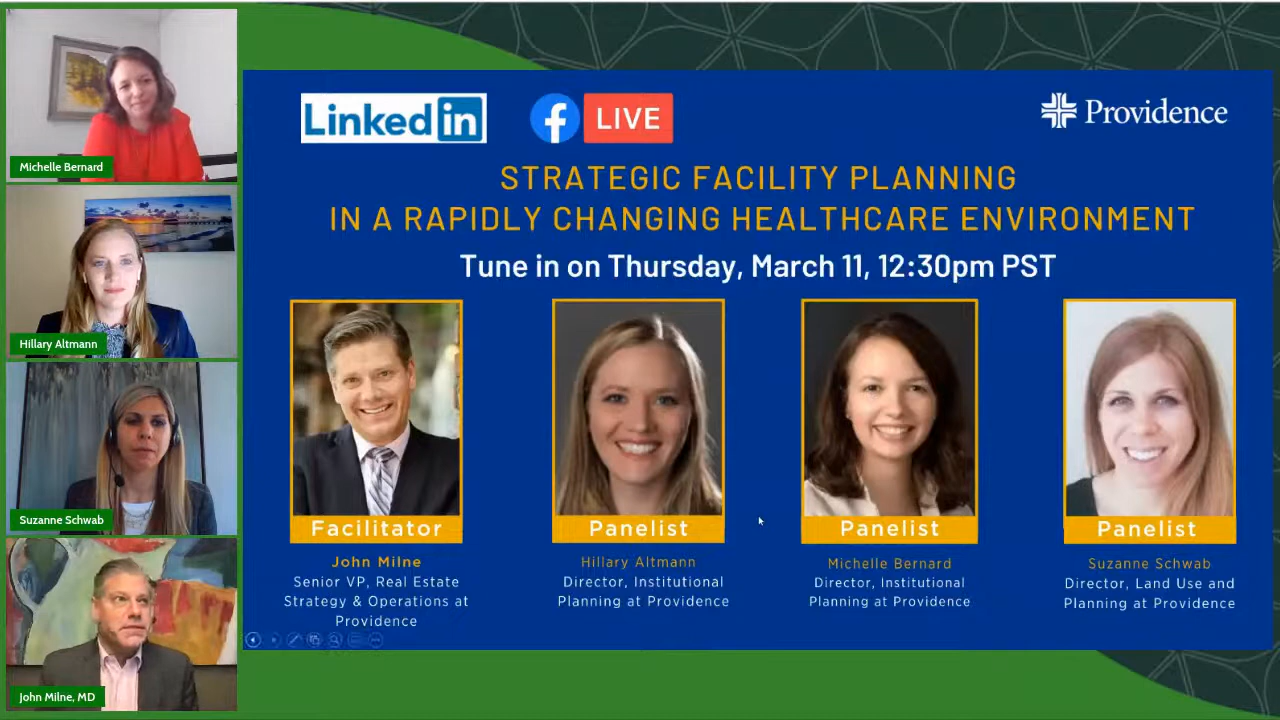 Michelle Bernard
Hillary Altmann
Suzanne Schwab
John Milne, MD
LinkedIn
f LIVE
Providence
STRATEGIC FACILITY PLANNING
IN A RAPIDLY CHANGING HEALTHCARE ENVIRONMENT
Tune in on Thursday, March 11, 12:30pm PST
Facilitator
John Milne
Senior VP, Real Estate
Strategy & Operations at
Providence
Panelist
Hillary Altmann
Director, Institutional
Planning at Providence
Panelist
Michelle Bernard
Director, Institutional
Planning at Providence
Panelist
Suzanne Schwab
Director, Land Use and
Planning at Providence